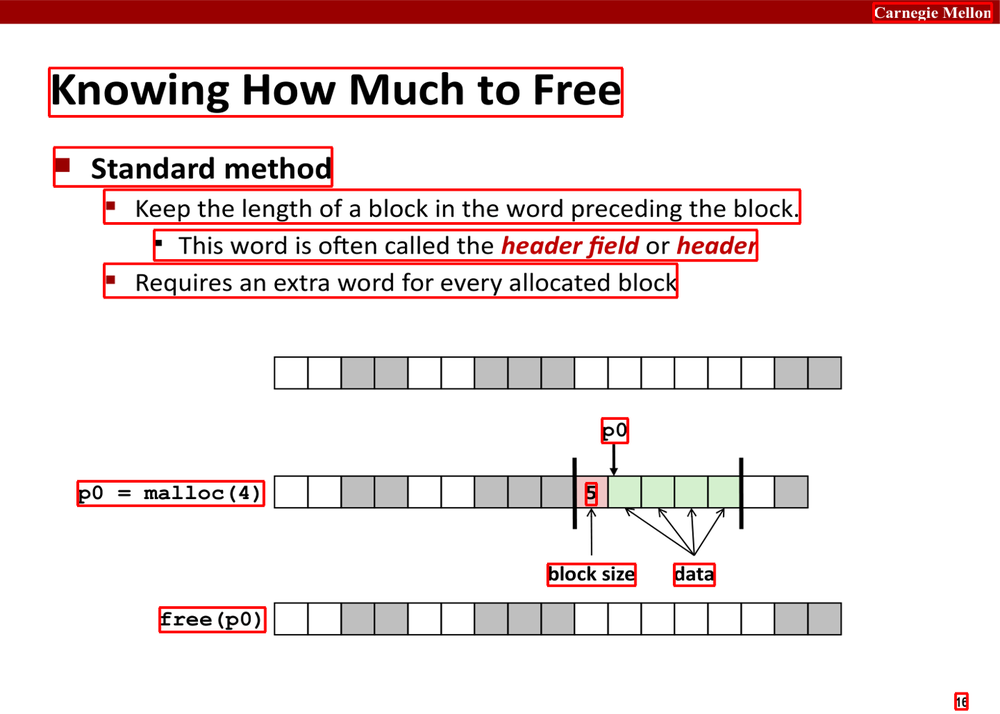 Carnegie Mellon
Knowing How Much to Free
Standard method
Keep the length of a block in the word preceding the block.
This word is often called the header field or header
Requires an extra word for every allocated block
p0
p0 = malloc(4)
5
block size
data
free(p0)
16